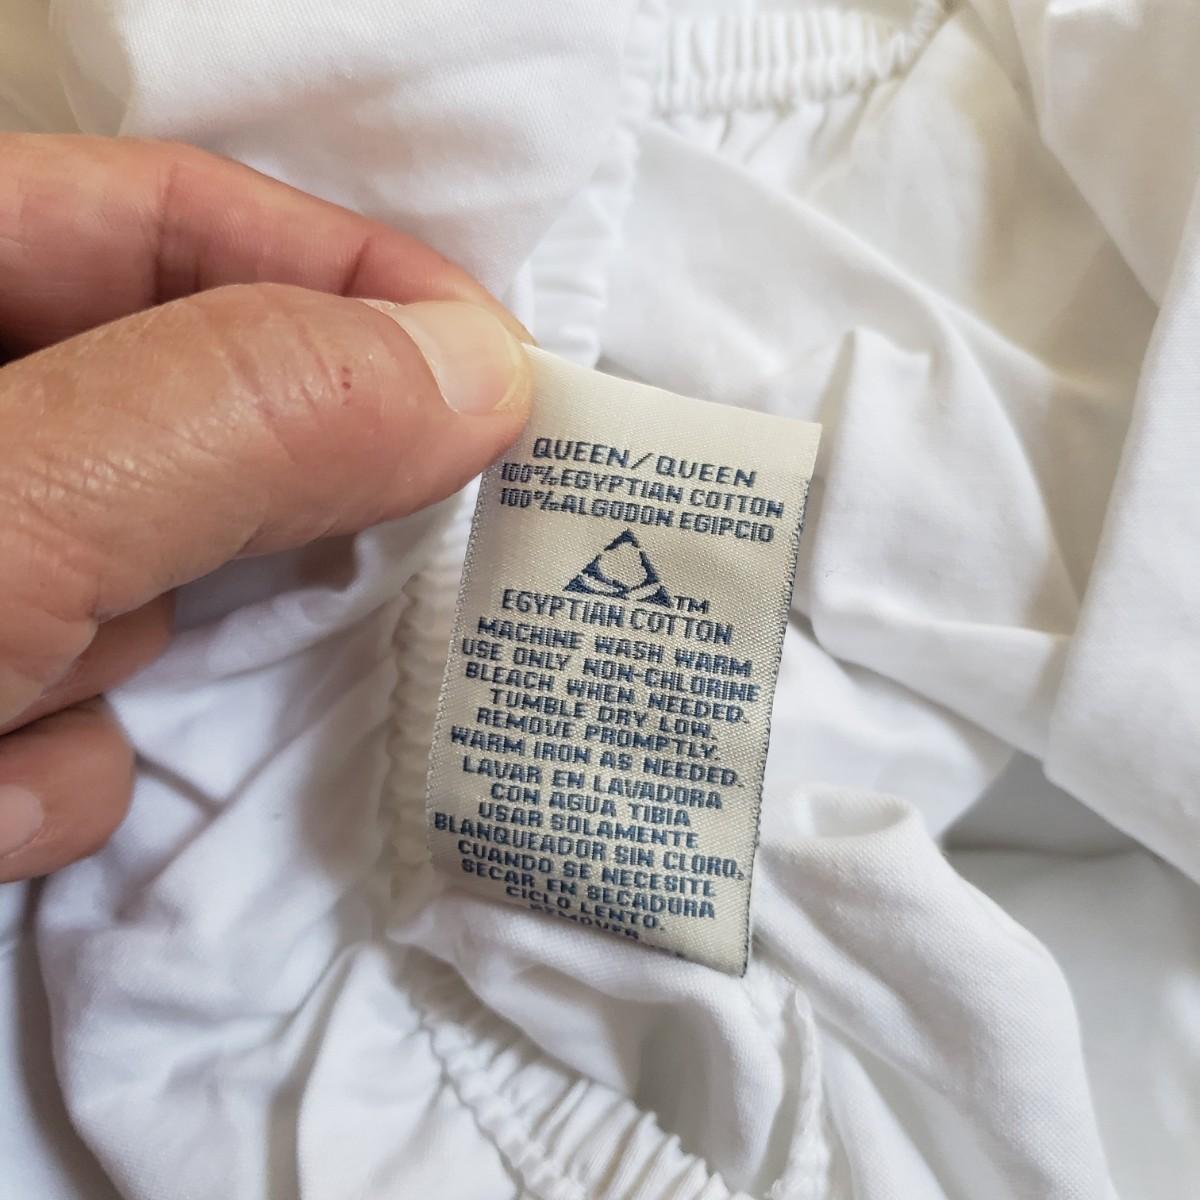 QUEEN/QUEEN
100% EGYPTIAN COTTON
100% ALGODON EGIPCIO
TM
EGYPTIAN COTTON
MACHINE WASH WARM
USE ONLY NON-CHLORINE
BLEACH WHEN NEEDED.
TUMBLE DRY LOW.
REMOVE PROMPTLY.
WARM IRON AS NEEDED.
LAVAR EN LAVADORA
CON AGUA TIBIA
USAR SOLAMENTE
BLANQUEADOR SIN CLORO,
CUANDO SE NECESITE
SECAR EN SECADORA
CICLO LENTO.
REMOVER